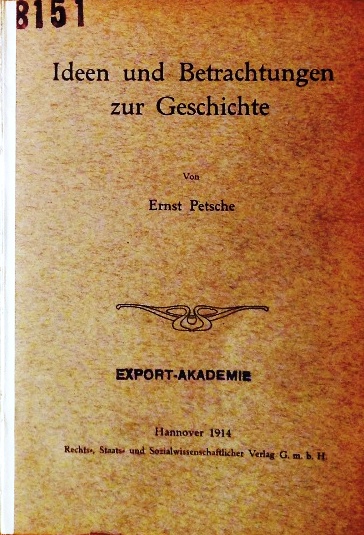 8151
Ideen und Betrachtungen
zur Geschichte
Von
Ernst Petsche
EXPORT-AKADEMIE
Hannover 1914
Rechts-, Staats- und Sozialwissenschaftlicher Verlag G. m. b. H.